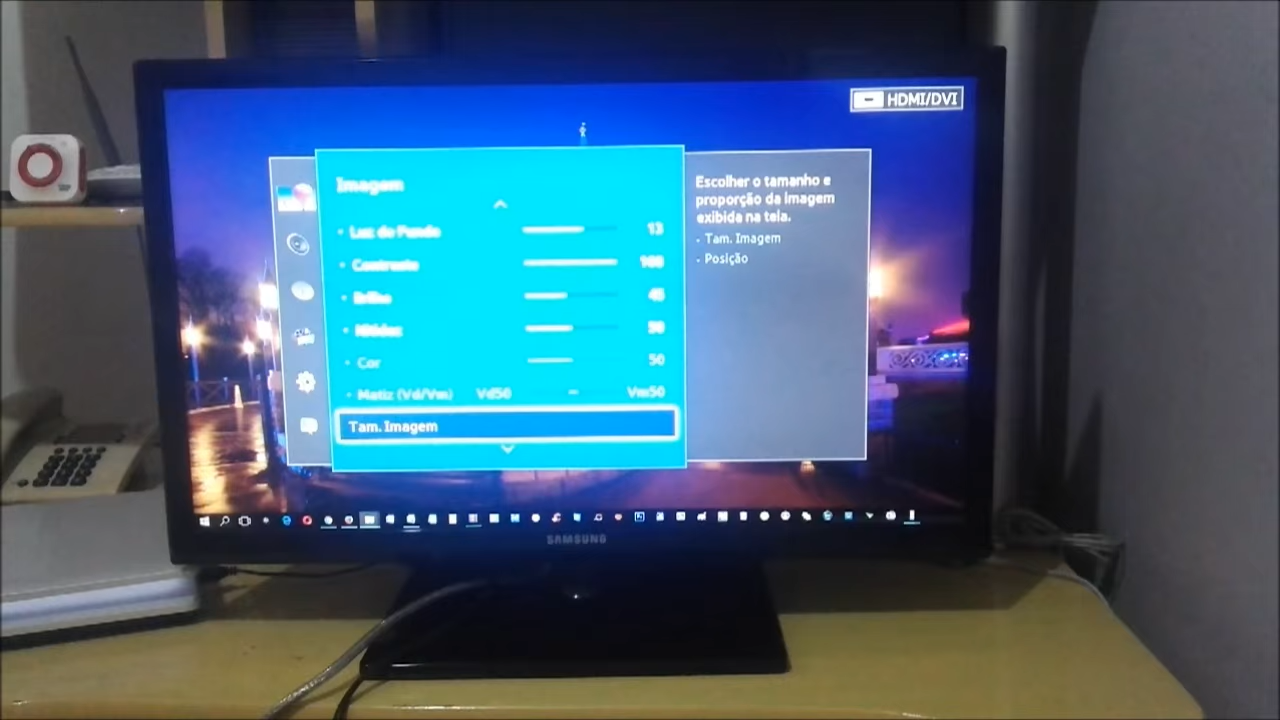 HDMI/DVI
Imagem
Luz de Fundo 13
Contraste 100
Brilho 45
Nitidez 50
Cor 50
Matiz (Vd/Vm) Vd50 Vm50
Tam. Imagem
Escolher o tamanho e
proporção da imagem
exibida na tela.
- Tam. Imagem
- Posição
SAMSUNG